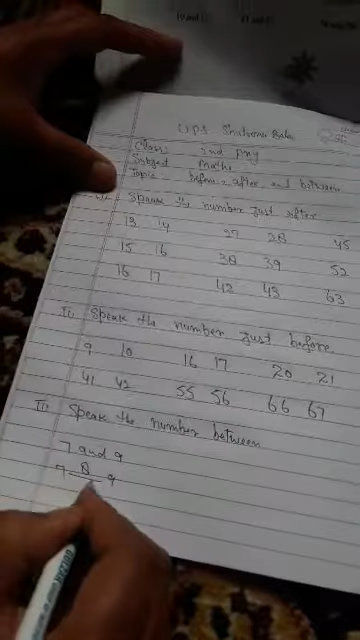 Class: 2nd
Subject Maths
Topic before, after and between
Speak the number just after
13 14 27 28 45
15 16 38 39 52
16 17 42 43 63
II. Speak the number just before
9 10 16 17 20 21
41 42 55 56 66 67
III. Speak the number between
7 and 9
7 8 9